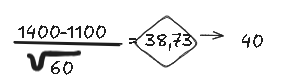 1400-1100
√60 = 38,73 → 40